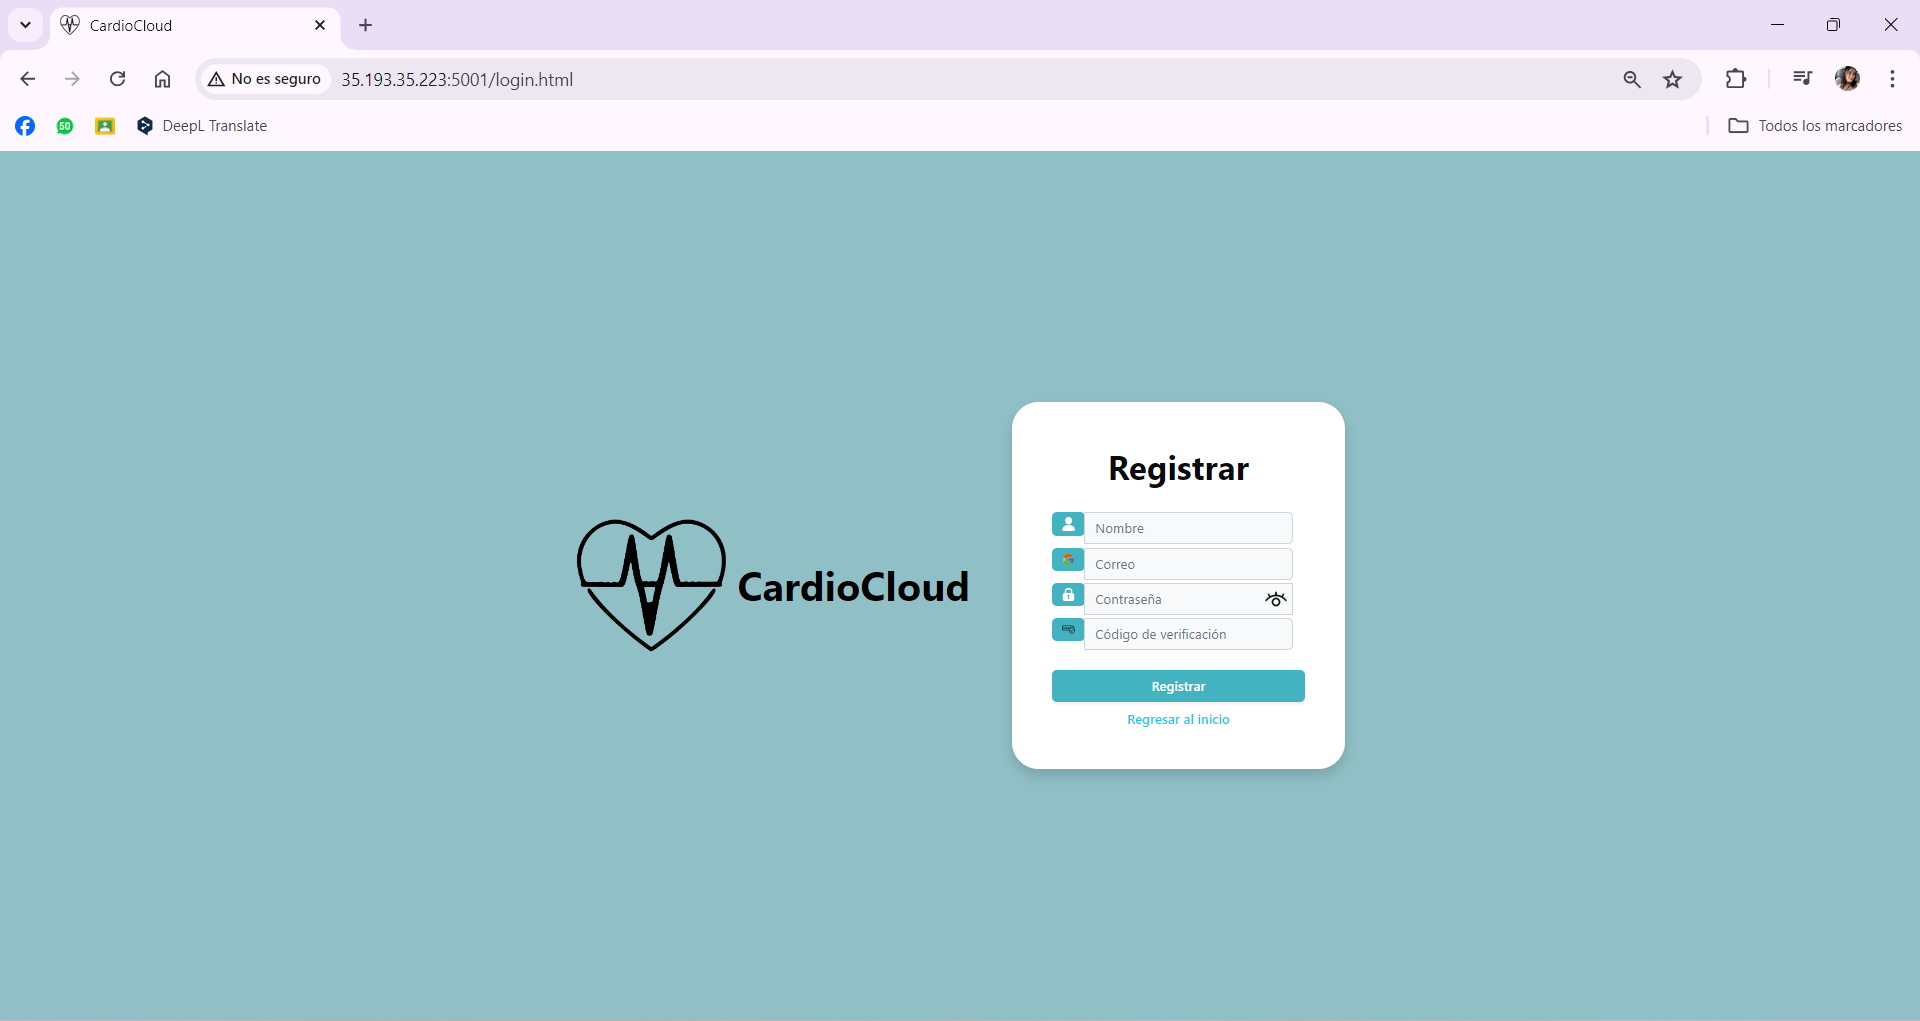 CardioCloud
No es seguro
35.193.35.223:5001/login.html
50
DeepL Translate
Todos los marcadores
CardioCloud
Registrar
Nombre
Correo
Contraseña
Código de verificación
Registrar
Regresar al inicio